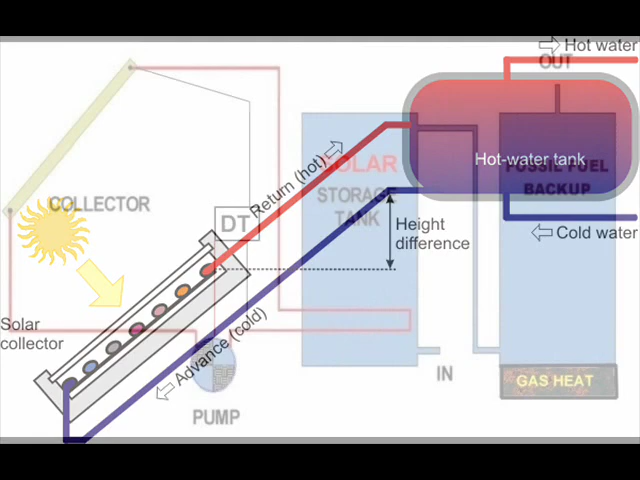 Hot water
OUT
Hot-water tank
FOSSIL FUEL
BACKUP
SOLAR
STORAGE
TANK
Return (hot)
COLLECTOR
DT
Height
difference
Cold water
Solar
collector
Advance (cold)
IN
GAS HEAT
PUMP